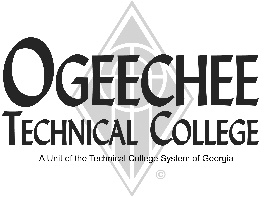 OGEECHEE
TECHNICAL COLLEGE
A Unit of the Technical College System of Georgia
©